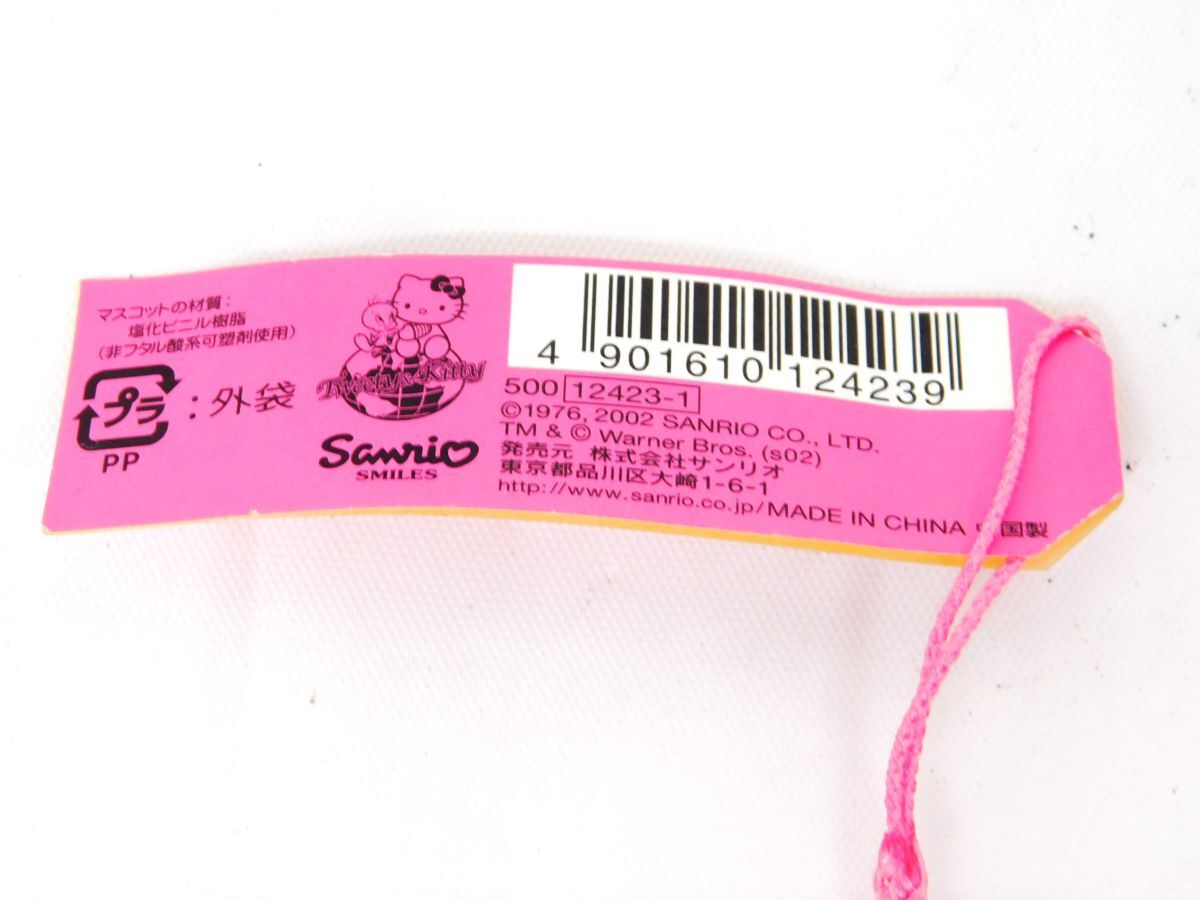 マスコットの材質:
塩化ビニル樹脂
(非フタル酸系可塑剤使用)
プラ
:外袋
PP
Tweety & Kitty
Sanrio
SMILES
4 901610 124239
500 12423-1
©1976, 2002 SANRIO CO., LTD.
TM & © Warner Bros. (s02)
発売元 株式会社サンリオ
東京都品川区大崎1-6-1
http://www.sanrio.co.jp/MADE IN CHINA 中国製